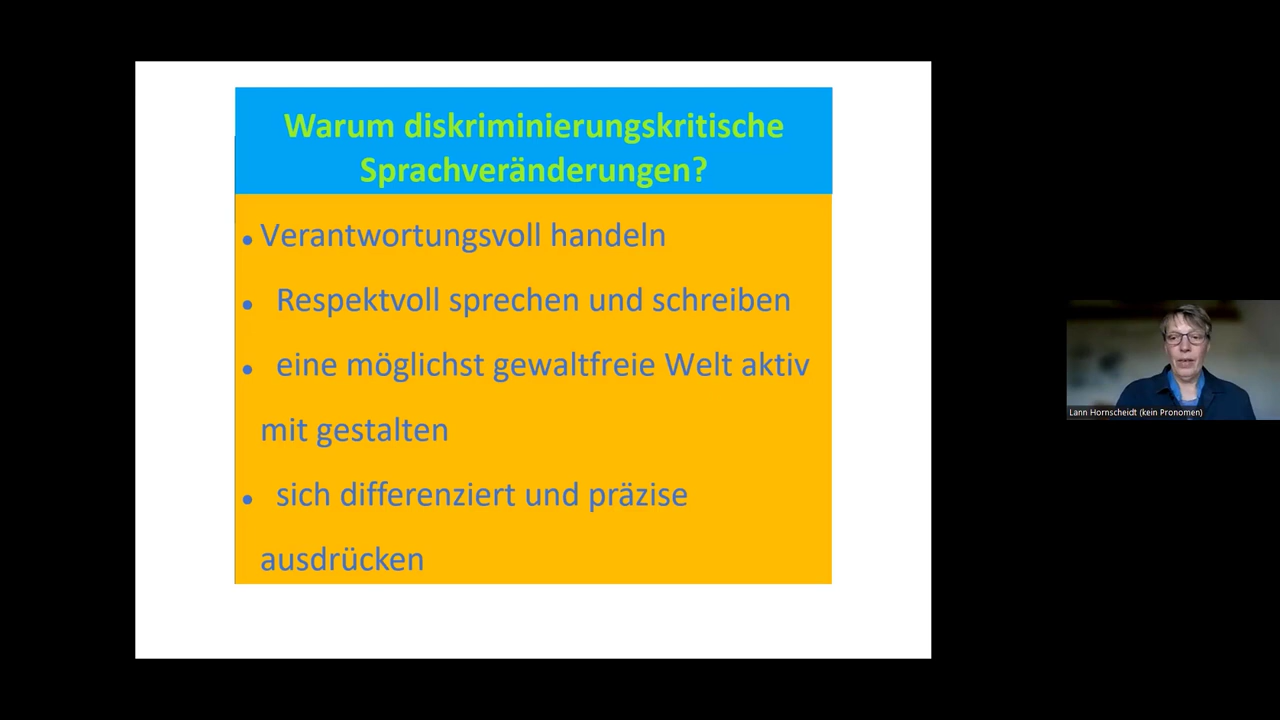 Warum diskriminierungskritische
Sprachveränderungen?
• Verantwortungsvoll handeln
• Respektvoll sprechen und schreiben
• eine möglichst gewaltfreie Welt aktiv
mit gestalten
• sich differenziert und präzise
ausdrücken
Lann Hornscheidt (kein Pronomen)